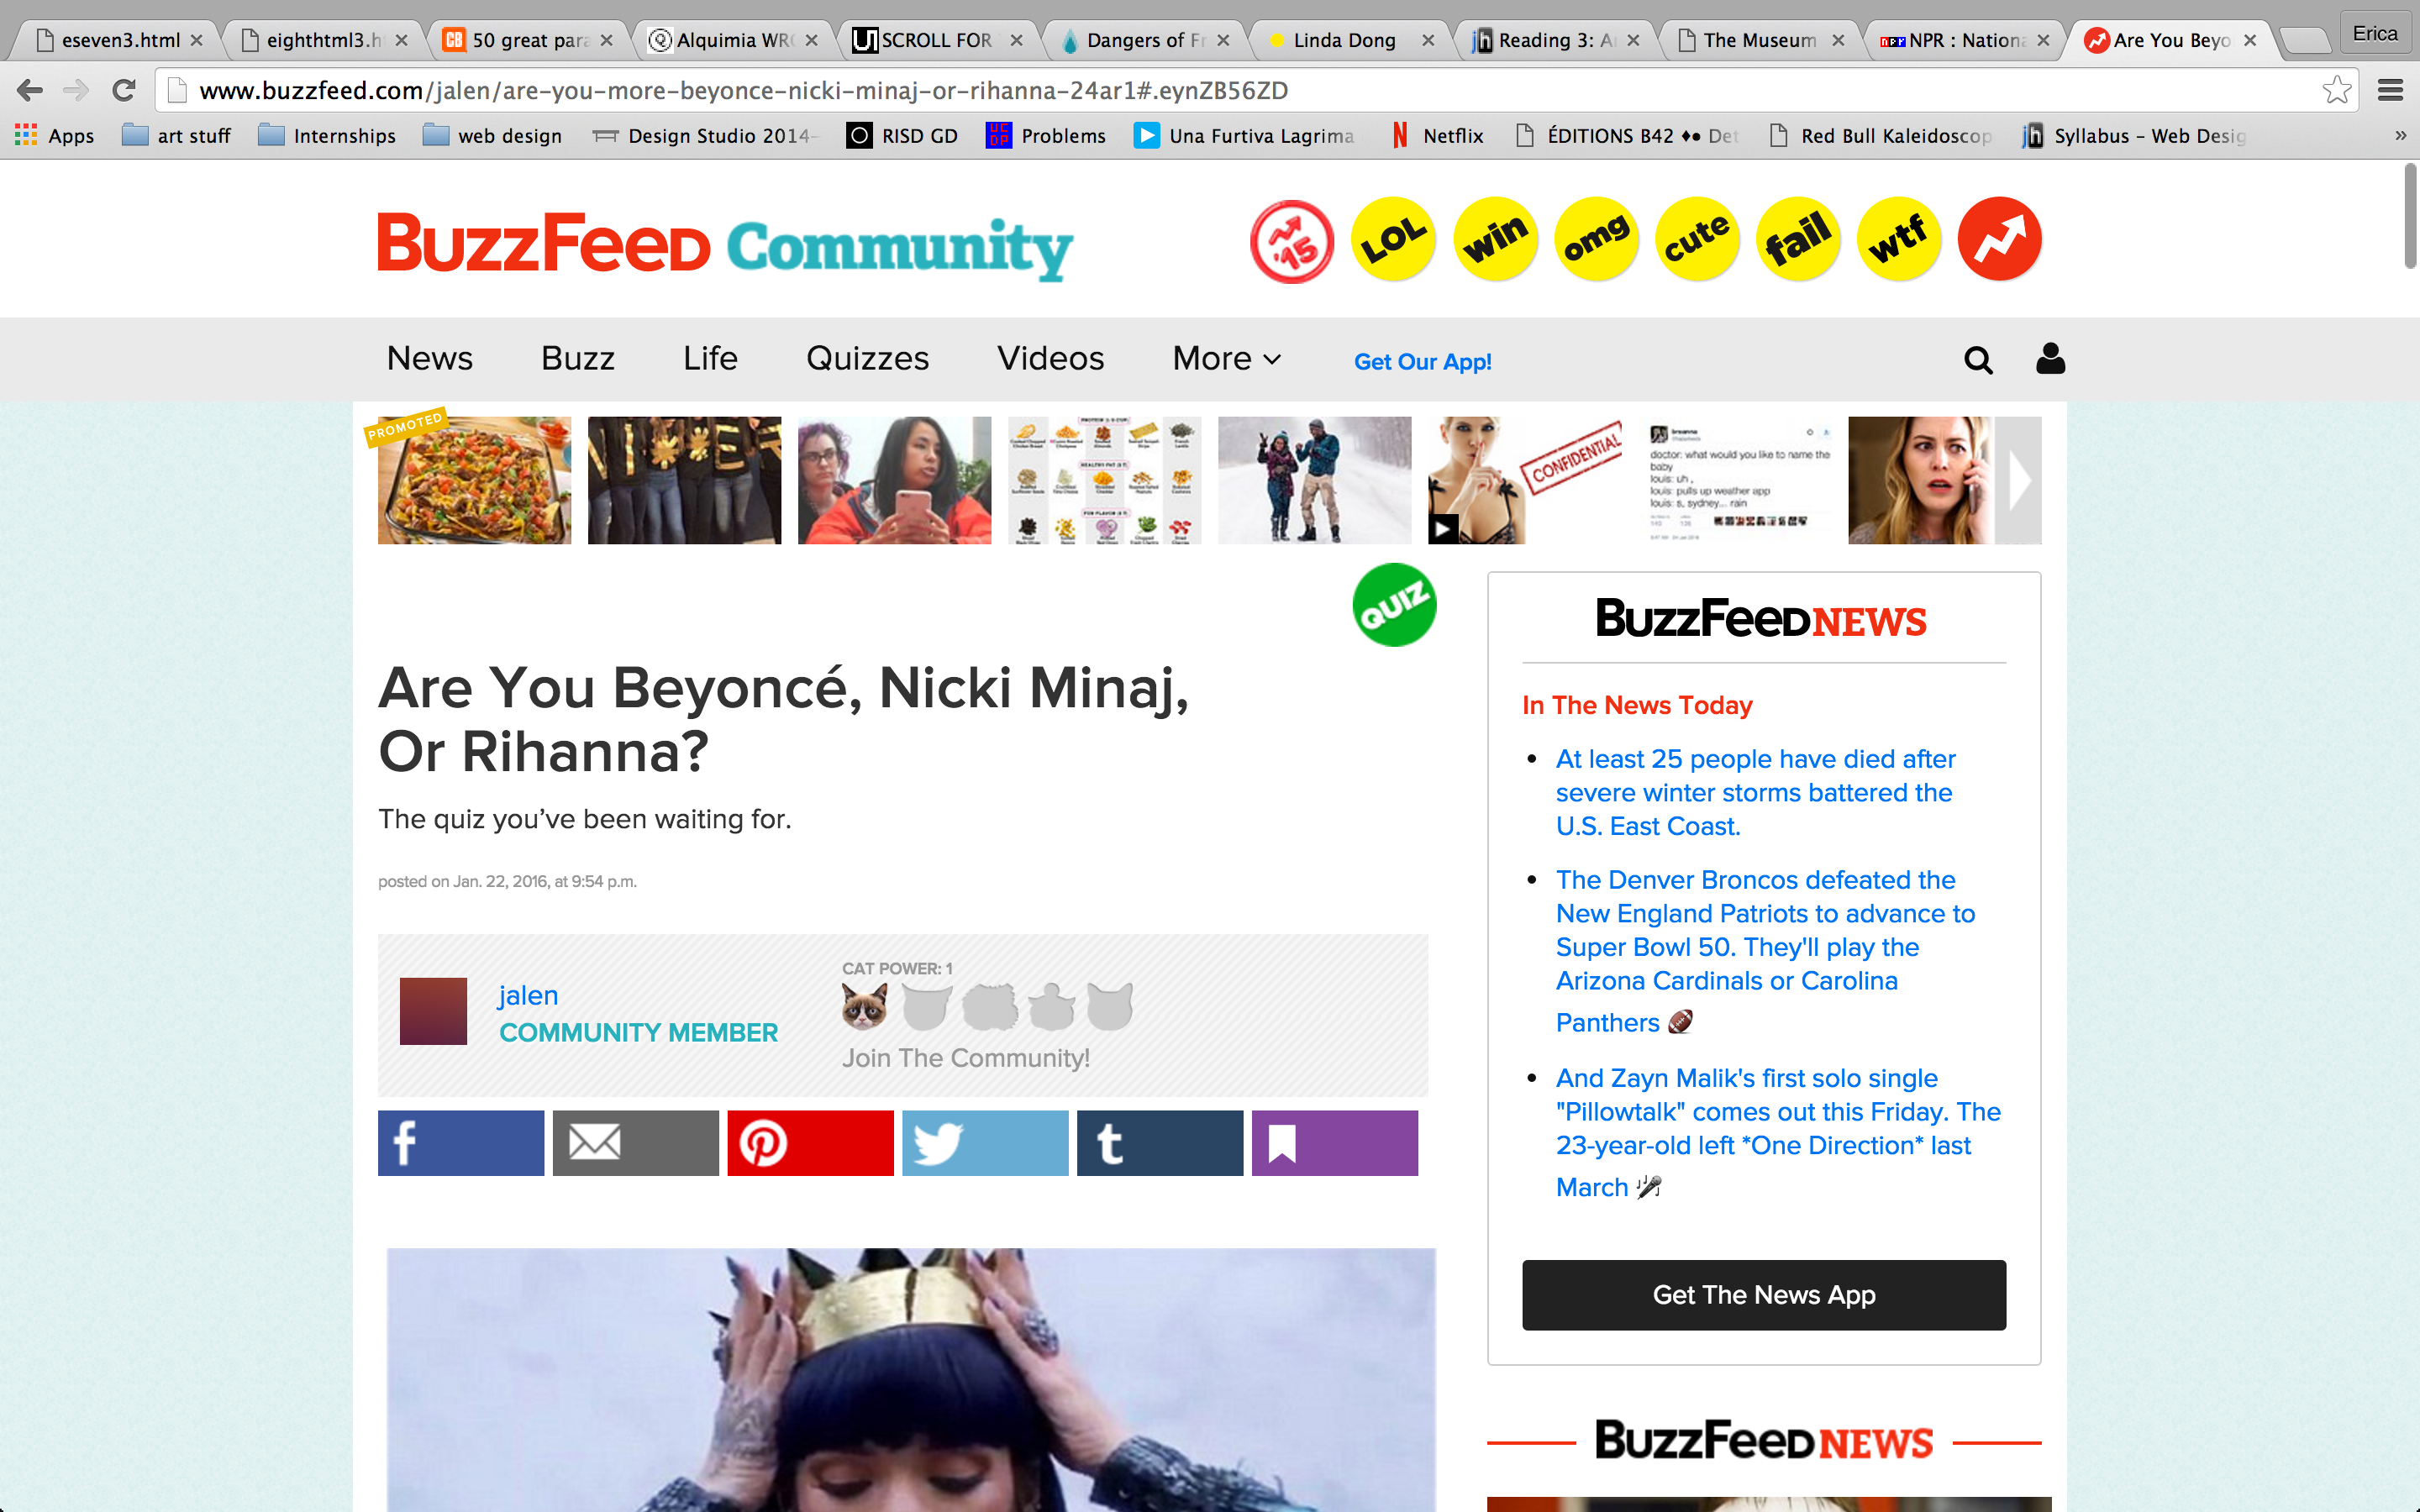 eseven3.html
eighthtml3.h
50 great para
Alquimia WRO
SCROLL FOR
Dangers of Fr
Linda Dong
Reading 3: A
The Museum
NPR : Nationa
Are You Beyo
Erica
www.buzzfeed.com/jalen/are-you-more-beyonce-nicki-minaj-or-rihanna-24ar1#.eynZB56ZD
Apps
art stuff
Internships
web design
Design Studio 2014-
RISD GD
Problems
Una Furtiva Lagrima
Netflix
ÉDITIONS B42 ♦● Det
Red Bull Kaleidoscop
Syllabus – Web Desig
»
BuzzFeed Community
'15
LOL
win
omg
cute
fail
wtf
News
Buzz
Life
Quizzes
Videos
More
Get Our App!
PROMOTED
CONFIDENTIAL
doctor: what would you like to name the
baby
louis: uh ,
louis: pulls up weather app
louis: s, sydney... rain
QUIZ
Are You Beyoncé, Nicki Minaj,
Or Rihanna?
The quiz you've been waiting for.
posted on Jan. 22, 2016, at 9:54 p.m.
jalen
COMMUNITY MEMBER
CAT POWER: 1
Join The Community!
BuzzFeed NEWS
In The News Today
• At least 25 people have died after
severe winter storms battered the
U.S. East Coast.
• The Denver Broncos defeated the
New England Patriots to advance to
Super Bowl 50. They'll play the
Arizona Cardinals or Carolina
Panthers 🏈
• And Zayn Malik's first solo single
"Pillowtalk" comes out this Friday. The
23-year-old left *One Direction* last
March 🎤
Get The News App
BuzzFeed NEWS